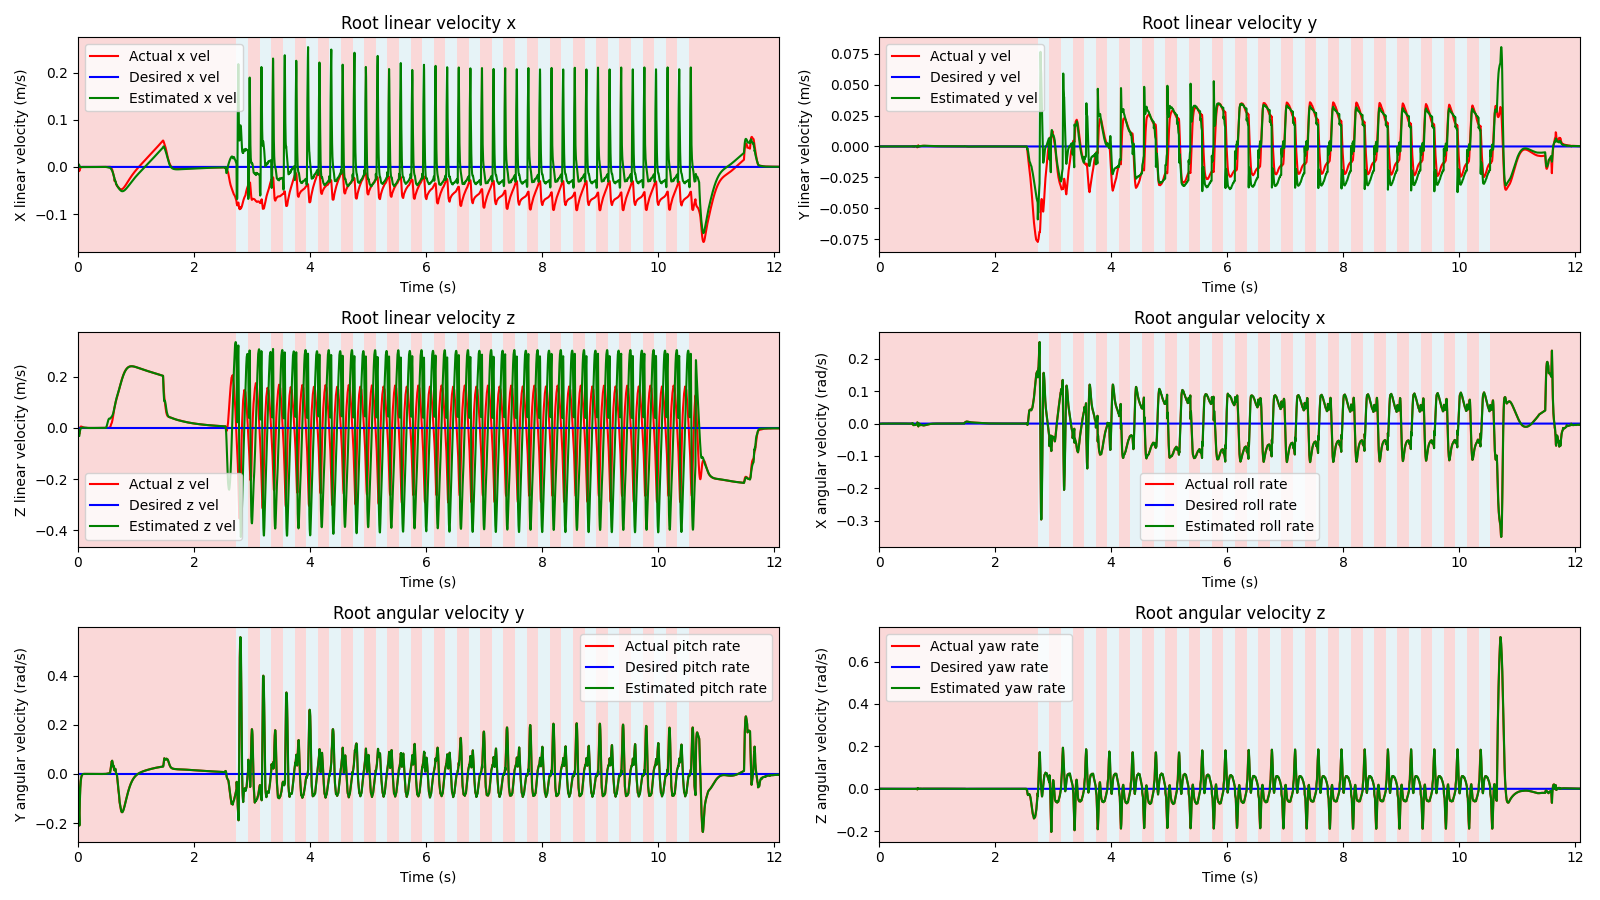 Root linear velocity x
X linear velocity (m/s)
0.2
0.1
0.0
−0.1
Actual x vel
Desired x vel
Estimated x vel
0 2 4 6 8 10 12
Time (s)
Root linear velocity y
Y linear velocity (m/s)
0.075
0.050
0.025
0.000
−0.025
−0.050
−0.075
Actual y vel
Desired y vel
Estimated y vel
0 2 4 6 8 10 12
Time (s)
Root linear velocity z
Z linear velocity (m/s)
0.2
0.0
−0.2
−0.4
Actual z vel
Desired z vel
Estimated z vel
0 2 4 6 8 10 12
Time (s)
Root angular velocity x
X angular velocity (rad/s)
0.2
0.1
0.0
−0.1
−0.2
−0.3
Actual roll rate
Desired roll rate
Estimated roll rate
0 2 4 6 8 10 12
Time (s)
Root angular velocity y
Y angular velocity (rad/s)
0.4
0.2
0.0
−0.2
Actual pitch rate
Desired pitch rate
Estimated pitch rate
0 2 4 6 8 10 12
Time (s)
Root angular velocity z
Z angular velocity (rad/s)
0.6
0.4
0.2
0.0
−0.2
Actual yaw rate
Desired yaw rate
Estimated yaw rate
0 2 4 6 8 10 12
Time (s)